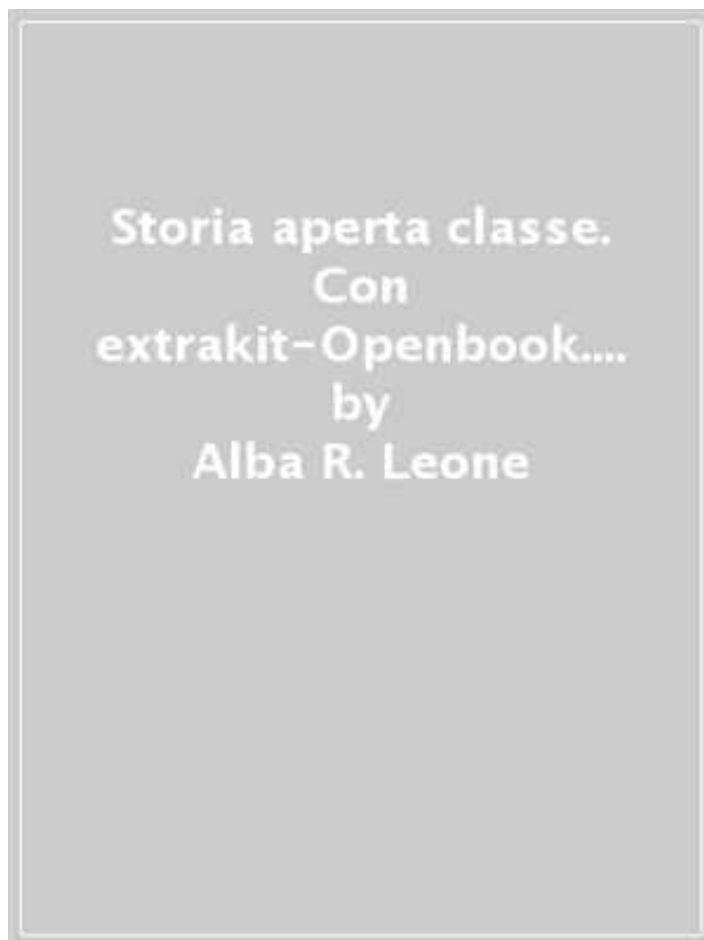 Storia aperta classe.
Con
extrakit-Openbook....
by
Alba R. Leone